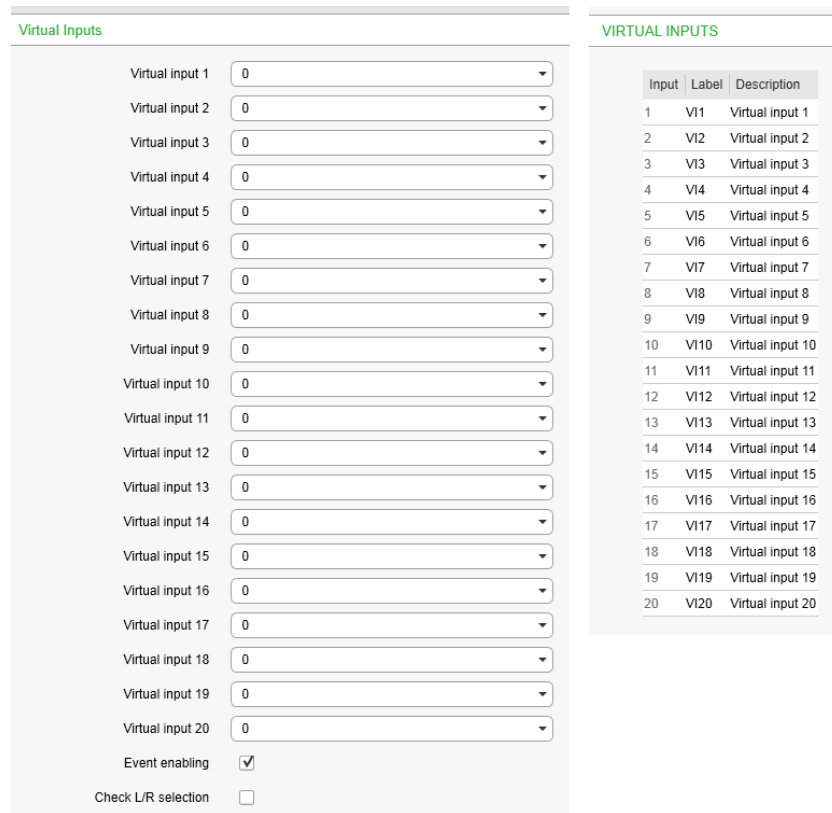 Virtual Inputs
Virtual input 1 0
Virtual input 2 0
Virtual input 3 0
Virtual input 4 0
Virtual input 5 0
Virtual input 6 0
Virtual input 7 0
Virtual input 8 0
Virtual input 9 0
Virtual input 10 0
Virtual input 11 0
Virtual input 12 0
Virtual input 13 0
Virtual input 14 0
Virtual input 15 0
Virtual input 16 0
Virtual input 17 0
Virtual input 18 0
Virtual input 19 0
Virtual input 20 0
Event enabling
Check L/R selection
VIRTUAL INPUTS
Input Label Description
1 VI1 Virtual input 1
2 VI2 Virtual input 2
3 VI3 Virtual input 3
4 VI4 Virtual input 4
5 VI5 Virtual input 5
6 VI6 Virtual input 6
7 VI7 Virtual input 7
8 VI8 Virtual input 8
9 VI9 Virtual input 9
10 VI10 Virtual input 10
11 VI11 Virtual input 11
12 VI12 Virtual input 12
13 VI13 Virtual input 13
14 VI14 Virtual input 14
15 VI15 Virtual input 15
16 VI16 Virtual input 16
17 VI17 Virtual input 17
18 VI18 Virtual input 18
19 VI19 Virtual input 19
20 VI20 Virtual input 20